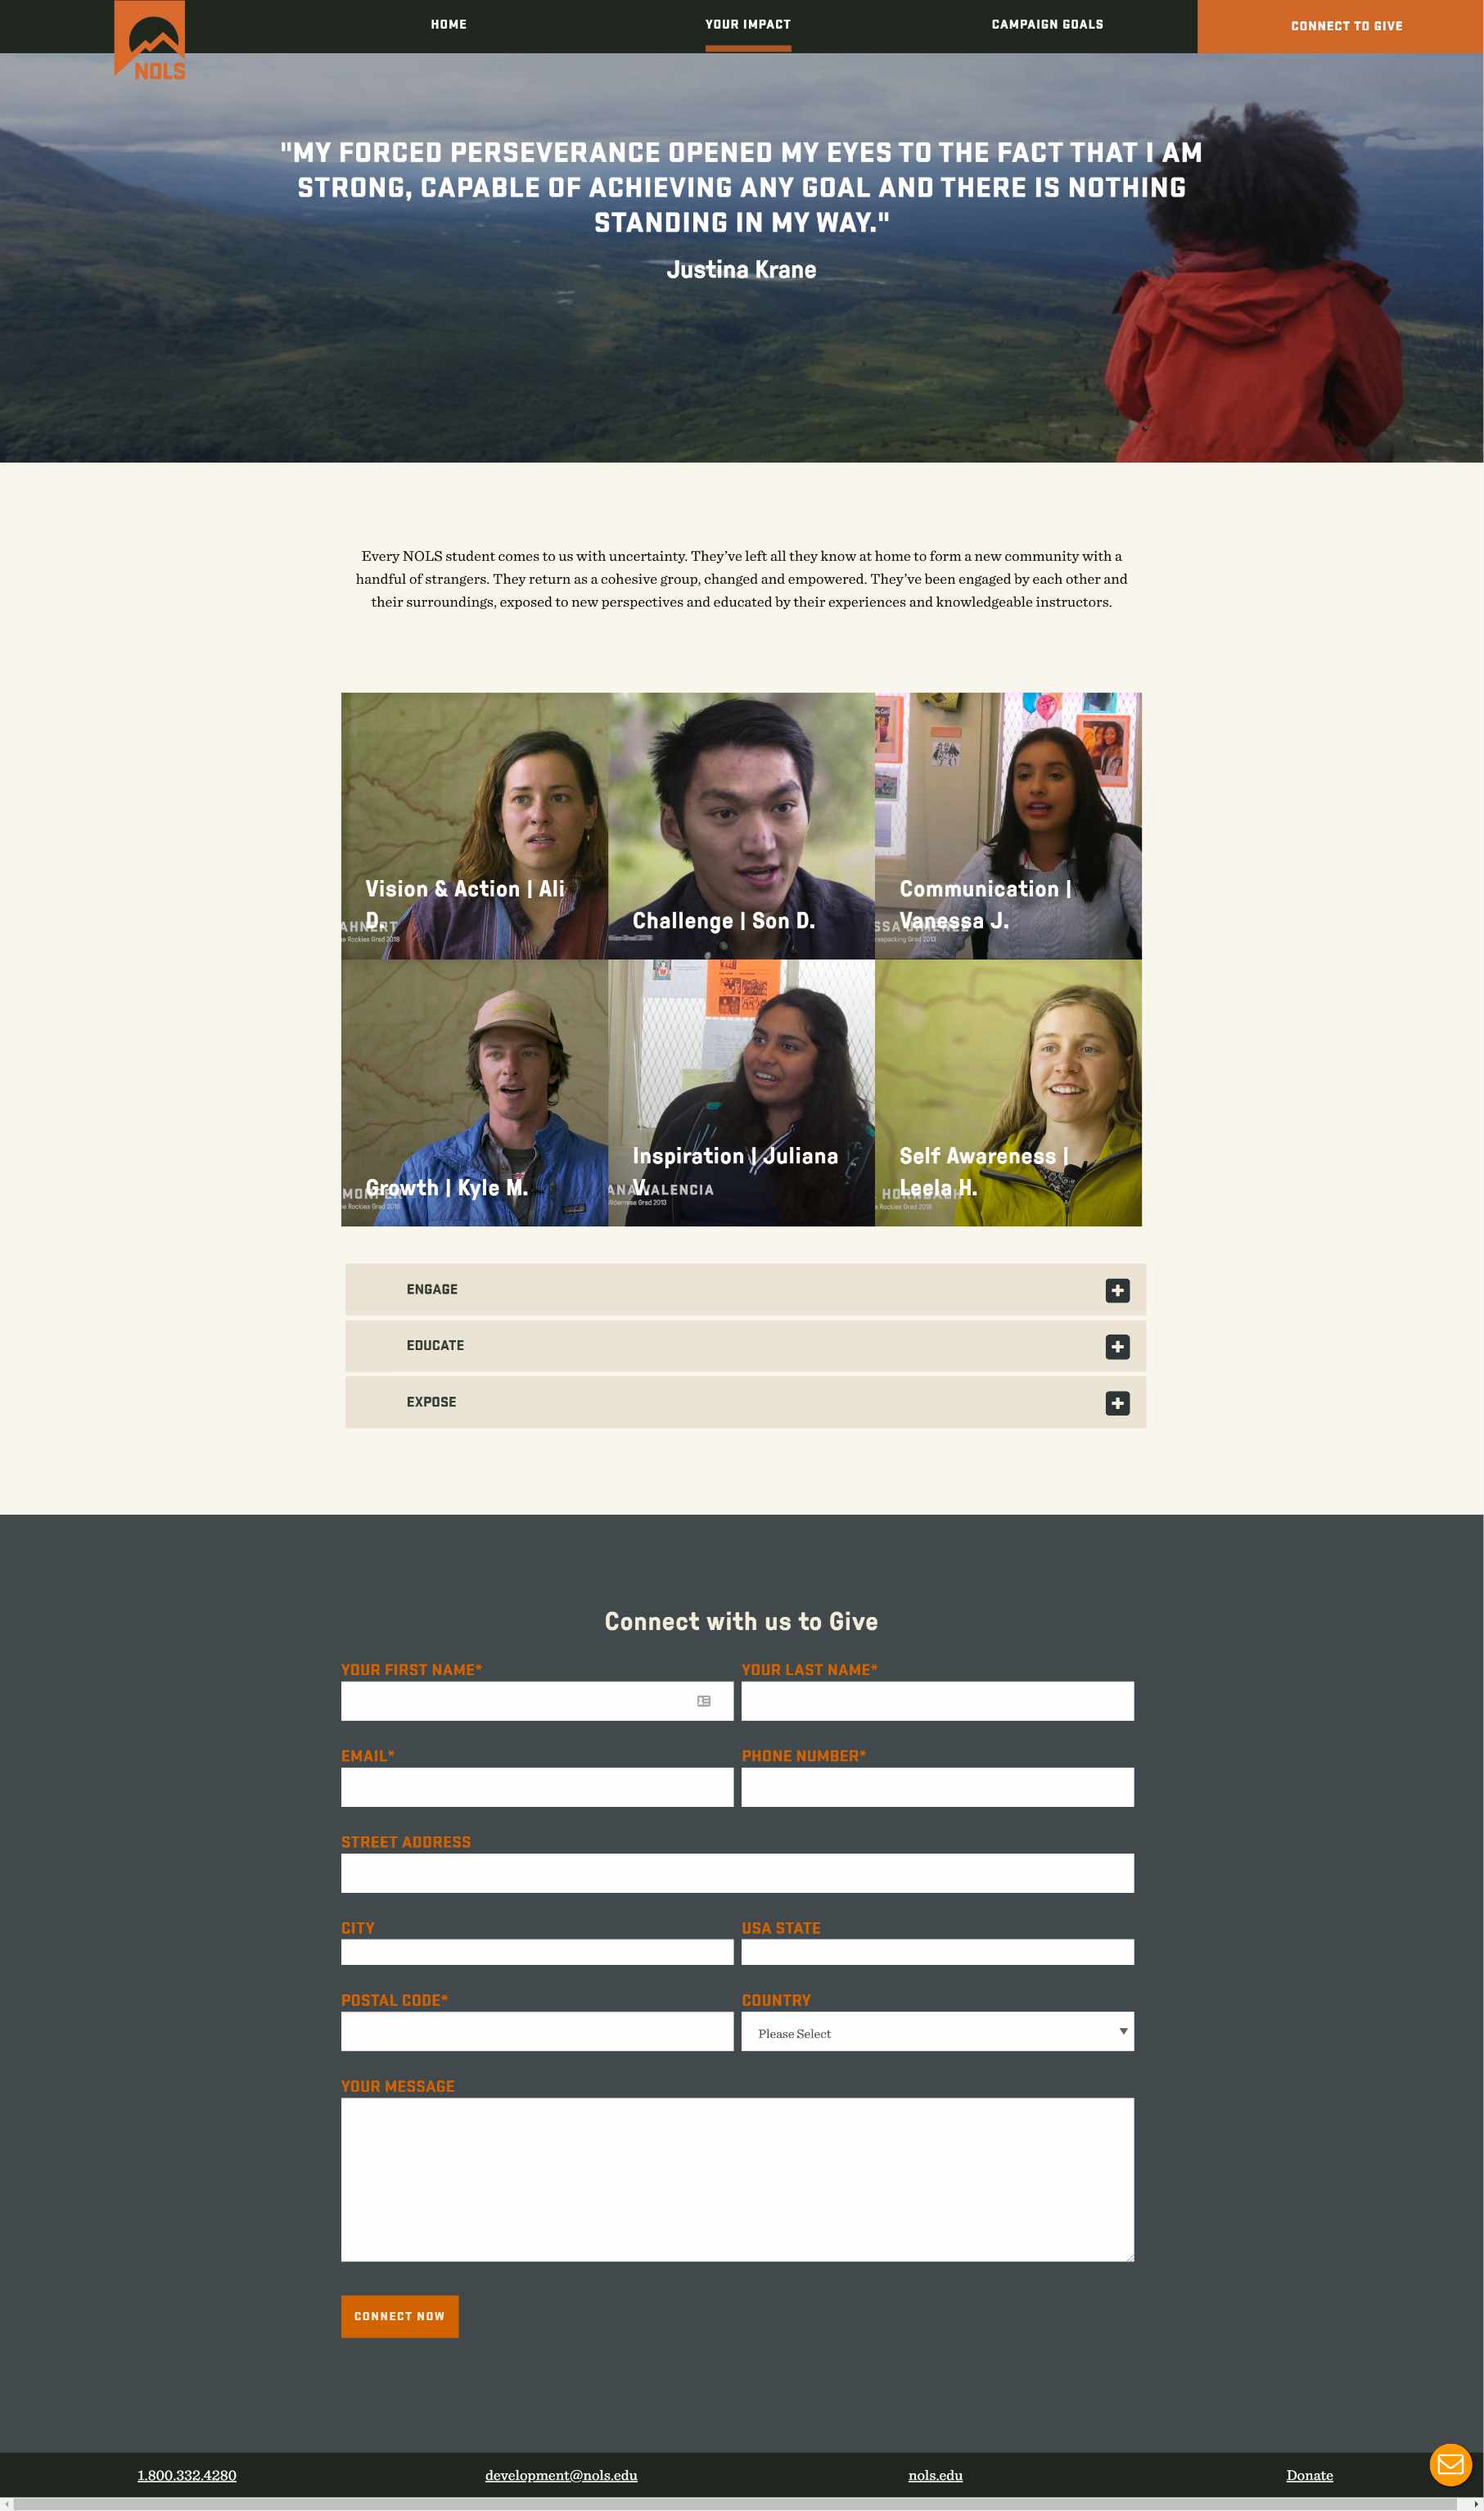 HOME
YOUR IMPACT
CAMPAIGN GOALS
CONNECT TO GIVE
NOLS
"MY FORCED PERSEVERANCE OPENED MY EYES TO THE FACT THAT I AM
STRONG, CAPABLE OF ACHIEVING ANY GOAL AND THERE IS NOTHING
STANDING IN MY WAY."
Justina Krane
Every NOLS student comes to us with uncertainty. They've left all they know at home to form a new community with a
handful of strangers. They return as a cohesive group, changed and empowered. They've been engaged by each other and
their surroundings, exposed to new perspectives and educated by their experiences and knowledgeable instructors.
Vision & Action | Ali
D.
Challenge | Son D.
Communication |
Vanessa J.
Growth | Kyle M.
Inspiration | Juliana
V.
VALENCIA
Self Awareness |
Leela H.
ENGAGE
EDUCATE
EXPOSE
Connect with us to Give
YOUR FIRST NAME*
YOUR LAST NAME*
EMAIL*
PHONE NUMBER*
STREET ADDRESS
CITY
USA STATE
POSTAL CODE*
COUNTRY
Please Select
YOUR MESSAGE
CONNECT NOW
1.800.332.4280
development@nols.edu
nols.edu
Donate